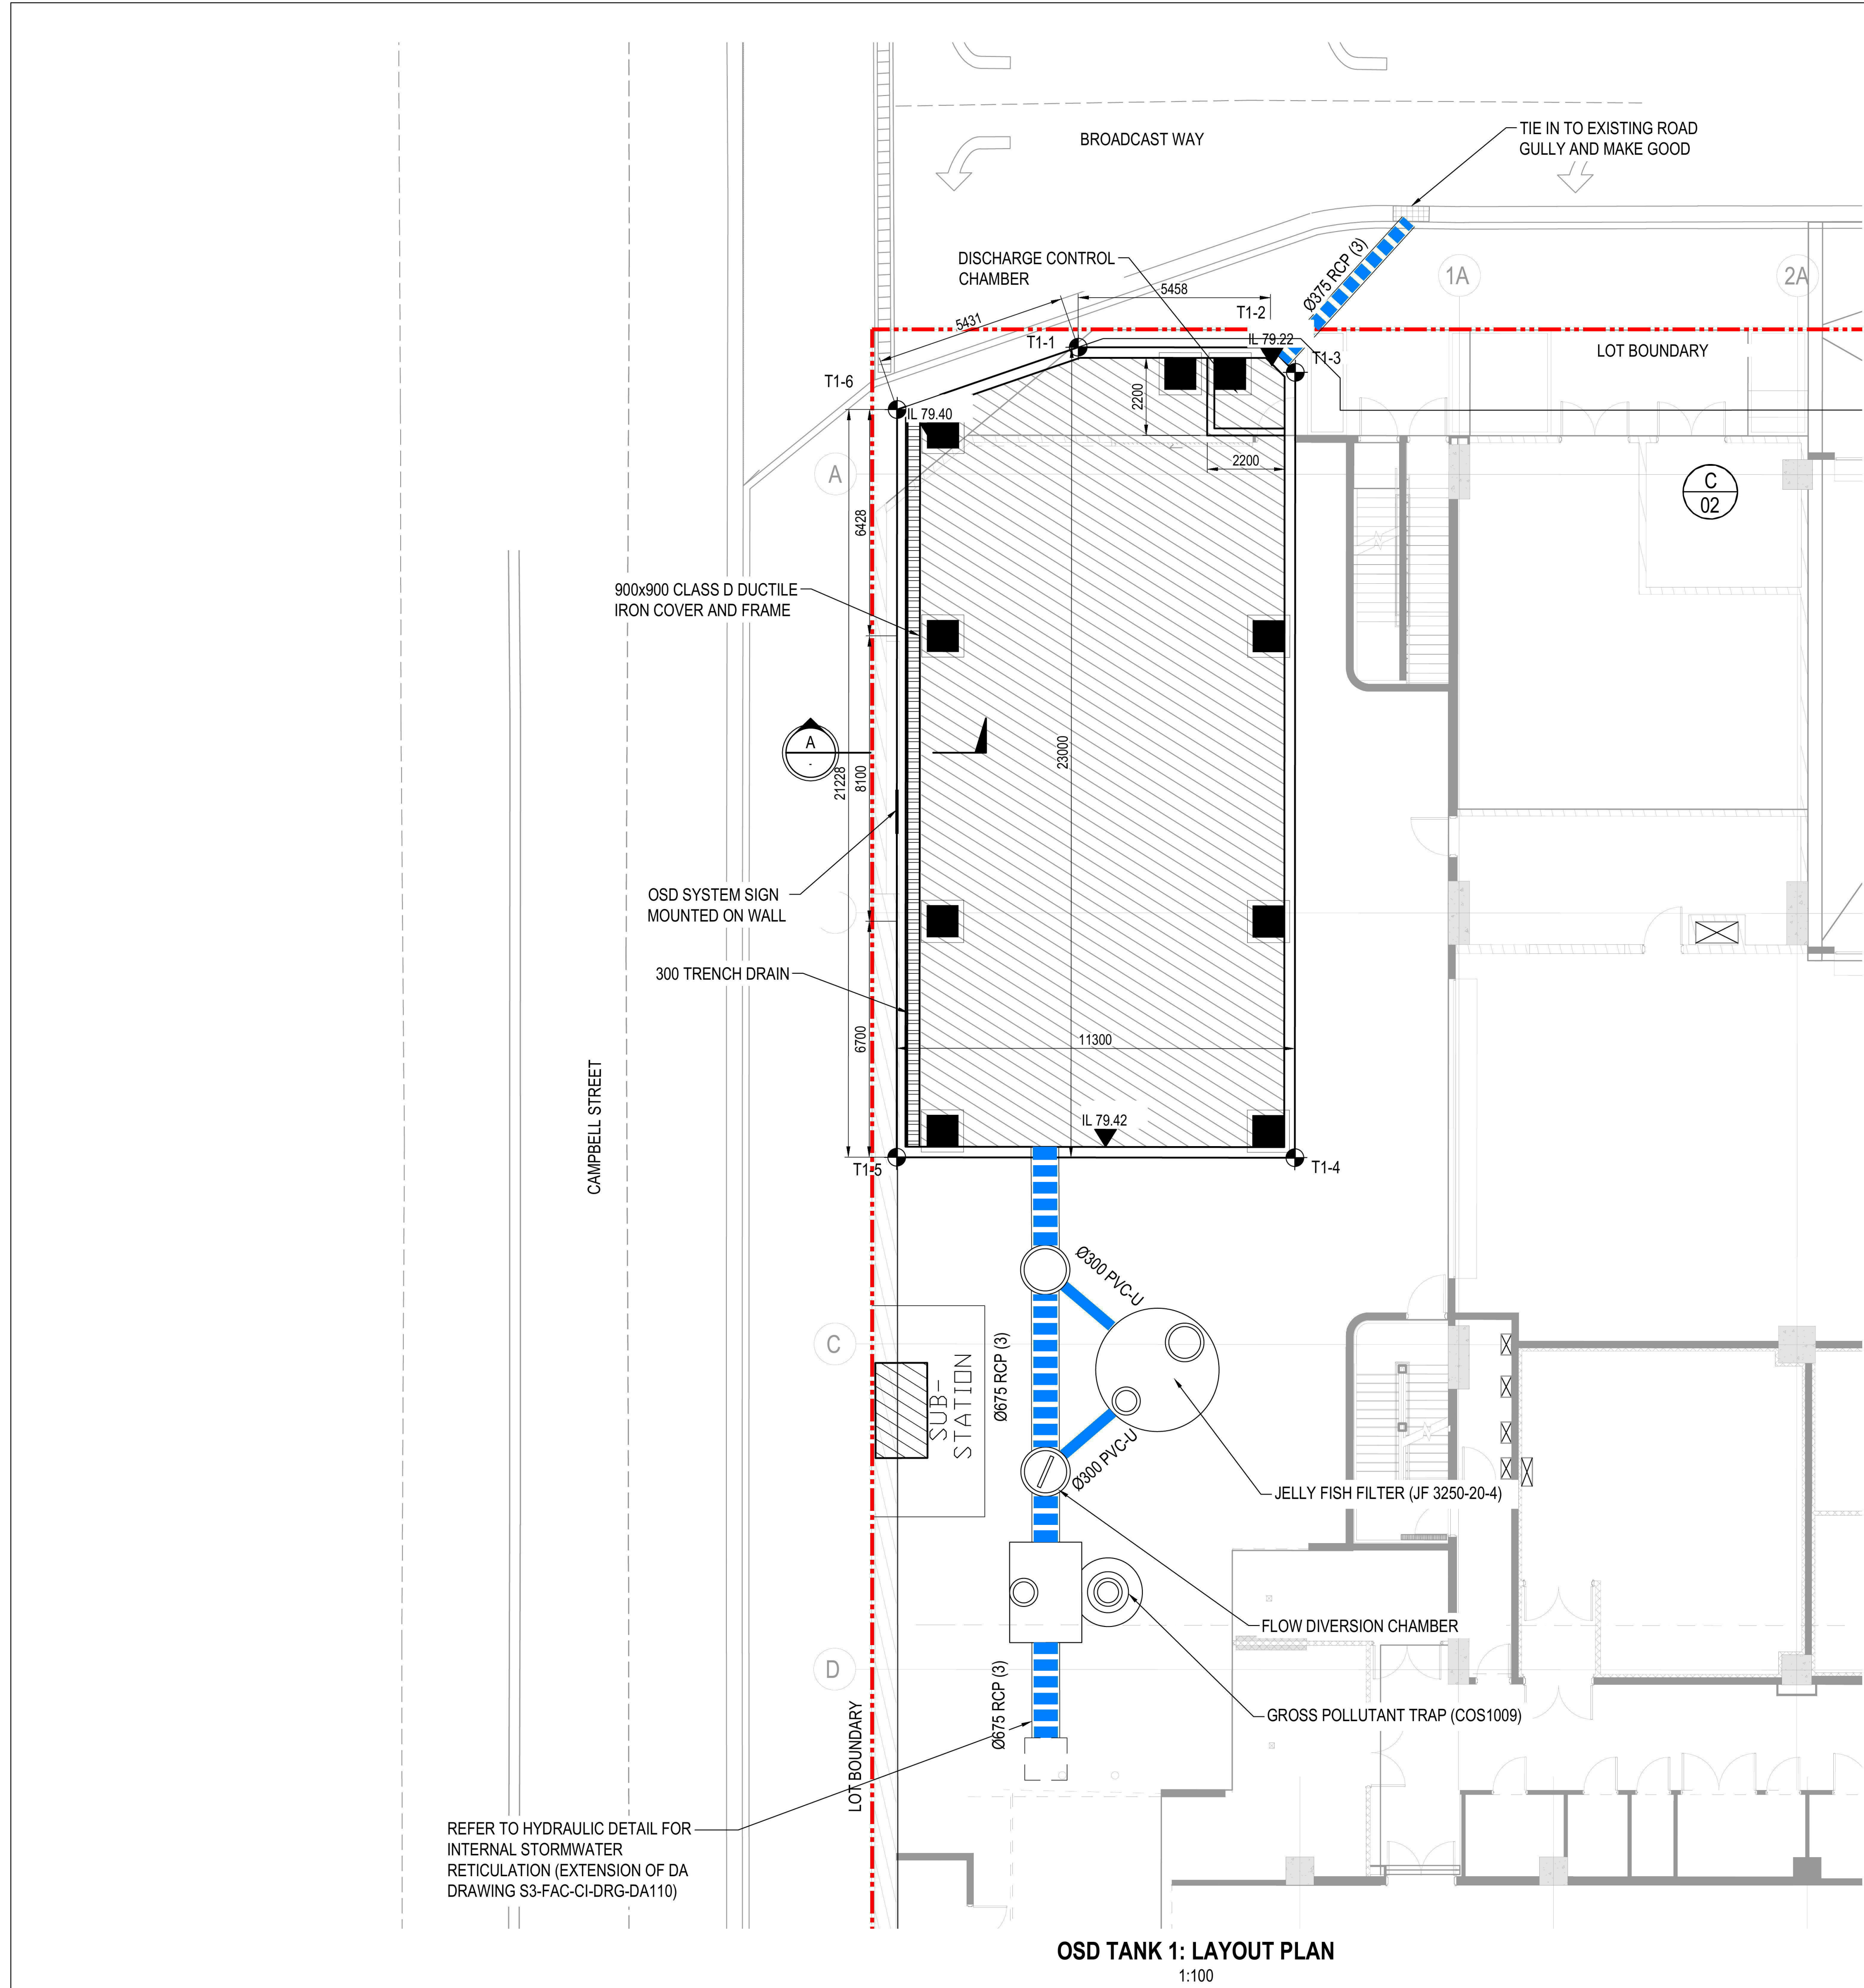 BROADCAST WAY
TIE IN TO EXISTING ROAD
GULLY AND MAKE GOOD
DISCHARGE CONTROL
CHAMBER
Ø375 RCP (3)
1A
2A
5458
5431
T1-2
T1-1
IL 79.22
T1-3
LOT BOUNDARY
T1-6
IL 79.40
2200
2200
A
C
02
6428
900x900 CLASS D DUCTILE
IRON COVER AND FRAME
A
-
21228
8100
23000
OSD SYSTEM SIGN
MOUNTED ON WALL
300 TRENCH DRAIN
6700
11300
CAMPBELL STREET
IL 79.42
T1-5
T1-4
Ø300 PVC-U
C
SUB-
STATION
Ø675 RCP (3)
Ø300 PVC-U
JELLY FISH FILTER (JF 3250-20-4)
FLOW DIVERSION CHAMBER
D
Ø675 RCP (3)
GROSS POLLUTANT TRAP (COS1009)
LOT BOUNDARY
REFER TO HYDRAULIC DETAIL FOR
INTERNAL STORMWATER
RETICULATION (EXTENSION OF DA
DRAWING S3-FAC-CI-DRG-DA110)
OSD TANK 1: LAYOUT PLAN
1:100